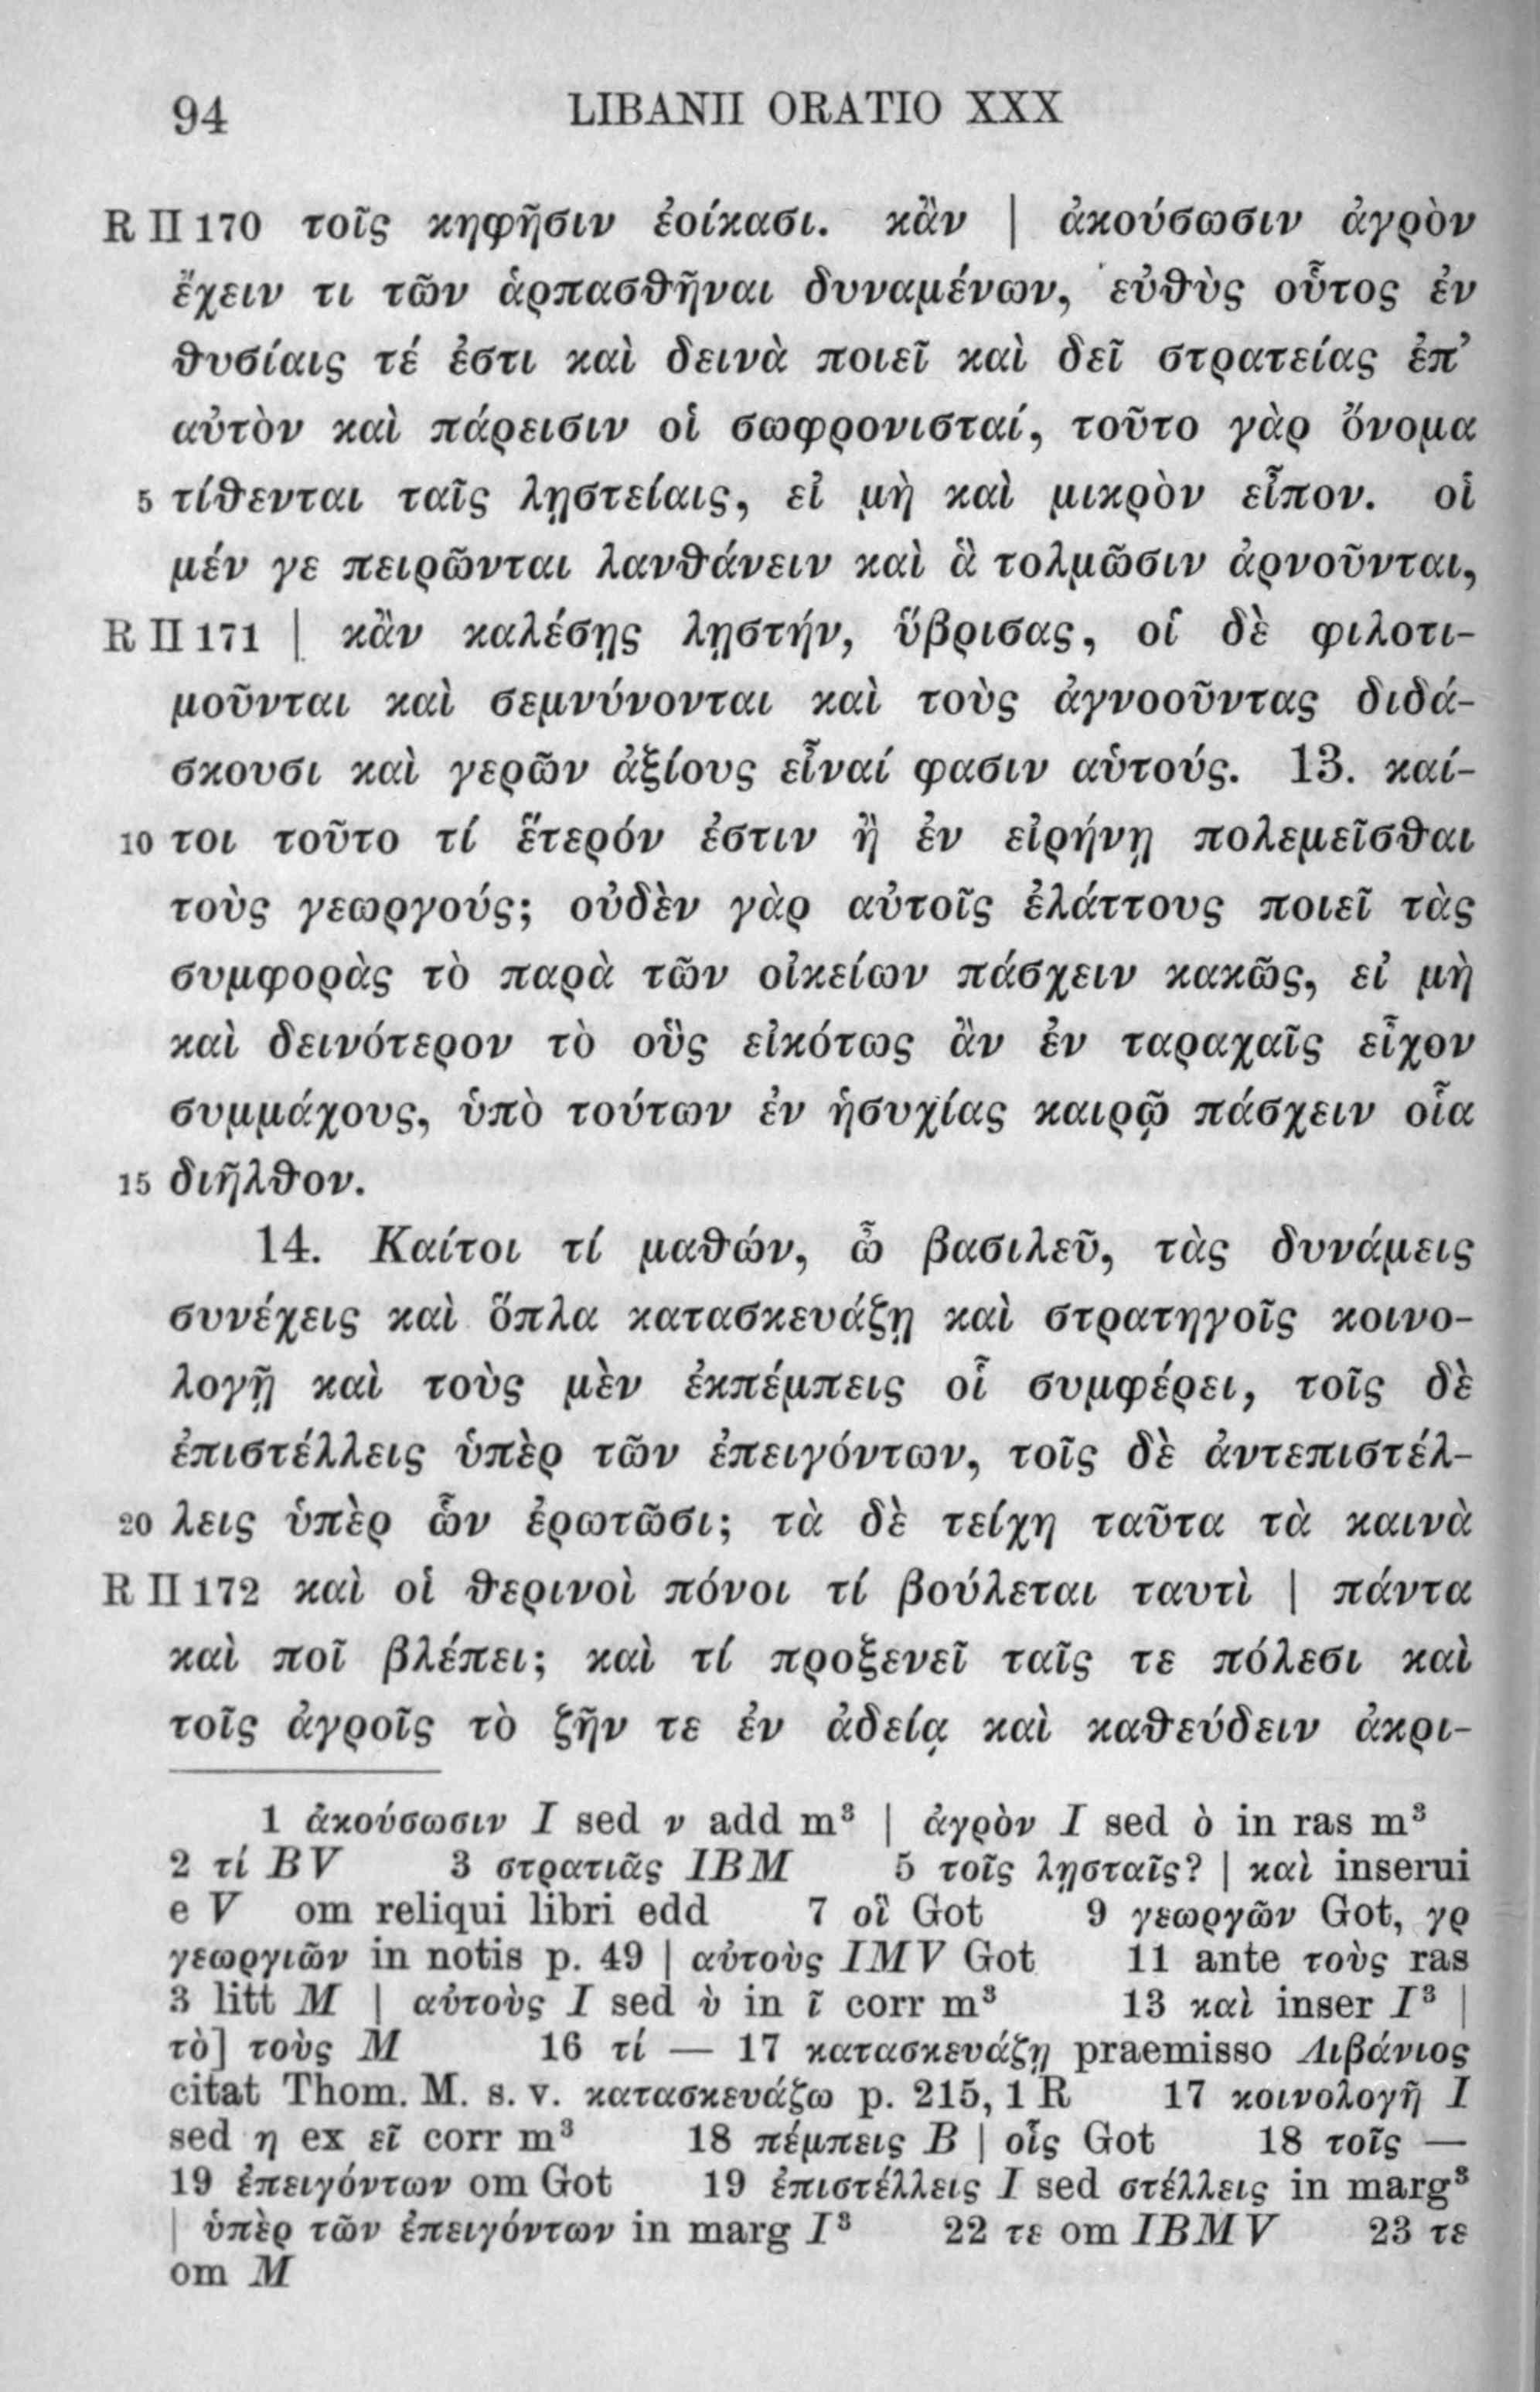 94 LIBANII ORATIO XXX
R II 170 τοῖς κηφῆσιν ἐοίκασι. κἂν | ἀκούσωσιν ἀγρὸν
ἔχειν τι τῶν ἁρπασθῆναι δυναμένων, εὐθὺς οὗτος ἐν
θυσίαις τέ ἐστι καὶ δεινὰ ποιεῖ καὶ δεῖ στρατείας ἐπ’
αὐτὸν καὶ πάρεισιν οἱ σωφρονισταί, τοῦτο γὰρ ὄνομα
5 τίθενται ταῖς λῃστείαις, εἰ μὴ καὶ μικρὸν εἶπον. οἱ
μέν γε πειρῶνται λανθάνειν καὶ ἃ τολμῶσιν ἀρνοῦνται,
R II 171 | κἂν καλέσῃς λῃστήν, ὕβρισας, οἱ δὲ φιλοτι-
μοῦνται καὶ σεμνύνονται καὶ τοὺς ἀγνοοῦντας διδά-
σκουσι καὶ γερῶν ἀξίους εἶναί φασιν αὑτούς. 13. καί-
10 τοι τοῦτο τί ἕτερόν ἐστιν ἢ ἐν εἰρήνῃ πολεμεῖσθαι
τοὺς γεωργούς; οὐδὲν γὰρ αὐτοῖς ἐλάττους ποιεῖ τὰς
συμφορὰς τὸ παρὰ τῶν οἰκείων πάσχειν κακῶς, εἰ μὴ
καὶ δεινότερον τὸ οὓς εἰκότως ἂν ἐν ταραχαῖς εἶχον
συμμάχους, ὑπὸ τούτων ἐν ἡσυχίας καιρῷ πάσχειν οἷα
15 διῆλθον.
14. Καίτοι τί μαθών, ὦ βασιλεῦ, τὰς δυνάμεις
συνέχεις καὶ ὅπλα κατασκευάζῃ καὶ στρατηγοῖς κοινο-
λογῇ καὶ τοὺς μὲν ἐκπέμπεις οἷ συμφέρει, τοῖς δὲ
ἐπιστέλλεις ὑπὲρ τῶν ἐπειγόντων, τοῖς δὲ ἀντεπιστέλ-
20 λεις ὑπὲρ ὧν ἐρωτῶσι; τὰ δὲ τείχη ταῦτα τὰ καινὰ
R II 172 καὶ οἱ θερινοὶ πόνοι τί βούλεται ταυτὶ | πάντα
καὶ ποῖ βλέπει; καὶ τί προξενεῖ ταῖς τε πόλεσι καὶ
τοῖς ἀγροῖς τὸ ζῆν τε ἐν ἀδείᾳ καὶ καθεύδειν ἀκρι-
1 ἀκούσωσιν I sed ν add m³ | ἀγρὸν I sed ὸ in ras m³
2 τί BV 3 στρατιᾶς IBM 5 τοῖς λῃσταῖς? | καὶ inserui
e V om reliqui libri edd 7 οἳ Got 9 γεωργῶν Got, γρ
γεωργιῶν in notis p. 49 | αὐτοὺς IMV Got 11 ante τοὺς ras
3 litt M | αὐτοὺς I sed ὺ in ῖ corr m³ 13 καὶ inser I³ |
τὸ] τοὺς M 16 τί — 17 κατασκευάζῃ praemisso Λιβάνιος
citat Thom. M. s. v. κατασκευάζω p. 215, 1 R 17 κοινολογῇ I
sed η ex εῖ corr m³ 18 πέμπεις B | οἷς Got 18 τοῖς —
19 ἐπειγόντων om Got 19 ἐπιστέλλεις I sed στέλλεις in marg³
| ὑπὲρ τῶν ἐπειγόντων in marg I³ 22 τε om IBMV 23 τε
om M